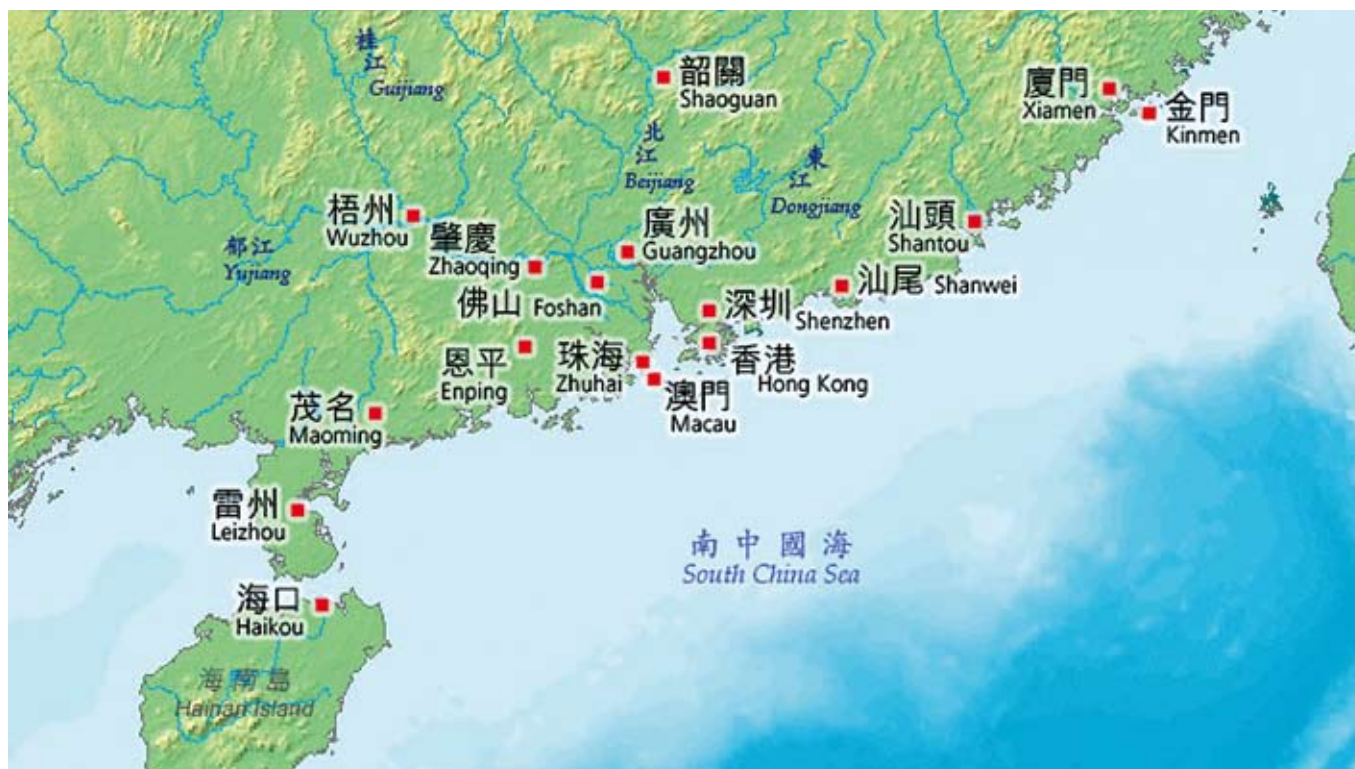 桂江
Guijiang
韶關
Shaoguan
廈門
Xiamen
金門
Kinmen
北江
Beijiang
東江
Dongjiang
梧州
Wuzhou
郁江
Yujiang
肇慶
Zhaoqing
廣州
Guangzhou
汕頭
Shantou
佛山 Foshan
汕尾 Shanwei
深圳
Shenzhen
恩平
Enping
珠海
Zhuhai
香港
Hong Kong
澳門
Macau
茂名
Maoming
雷州
Leizhou
南中國海
South China Sea
海口
Haikou
海南島
Hainan Island